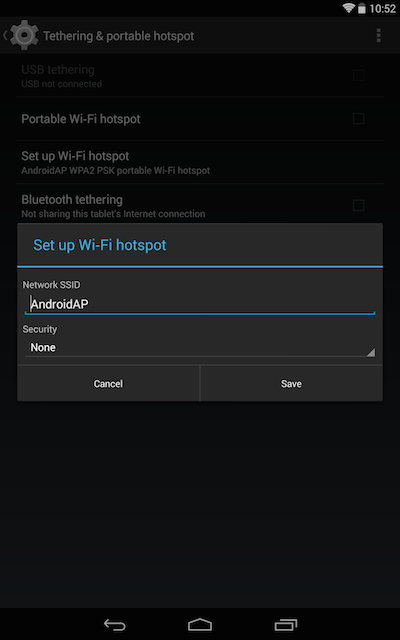 10:52
Tethering & portable hotspot
USB tethering
USB not connected
Portable Wi-Fi hotspot
Set up Wi-Fi hotspot
AndroidAP WPA2 PSK portable Wi-Fi hotspot
Bluetooth tethering
Not sharing this tablet's Internet connection
Set up Wi-Fi hotspot
Network SSID
AndroidAP
Security
None
Cancel
Save